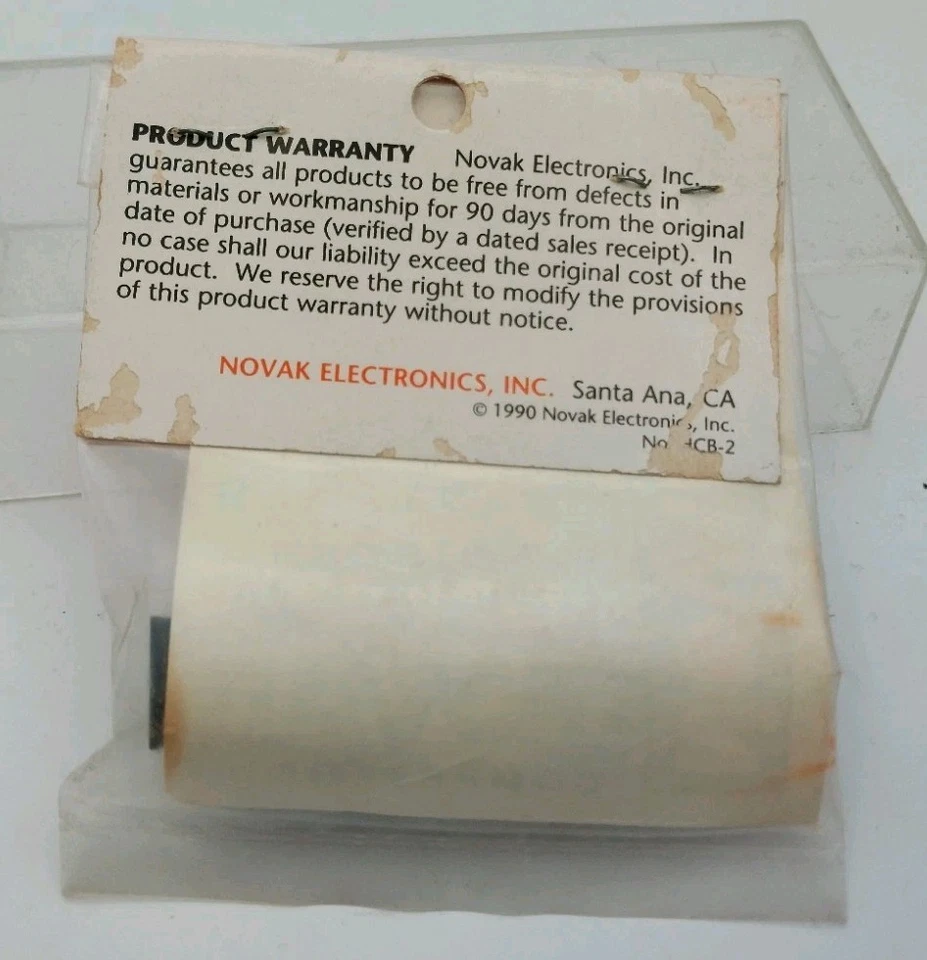 PRODUCT WARRANTY Novak Electronics, Inc.
guarantees all products to be free from defects in
materials or workmanship for 90 days from the original
date of purchase (verified by a dated sales receipt). In
no case shall our liability exceed the original cost of the
product. We reserve the right to modify the provisions
of this product warranty without notice.
NOVAK ELECTRONICS, INC. Santa Ana, CA
© 1990 Novak Electronics, Inc.